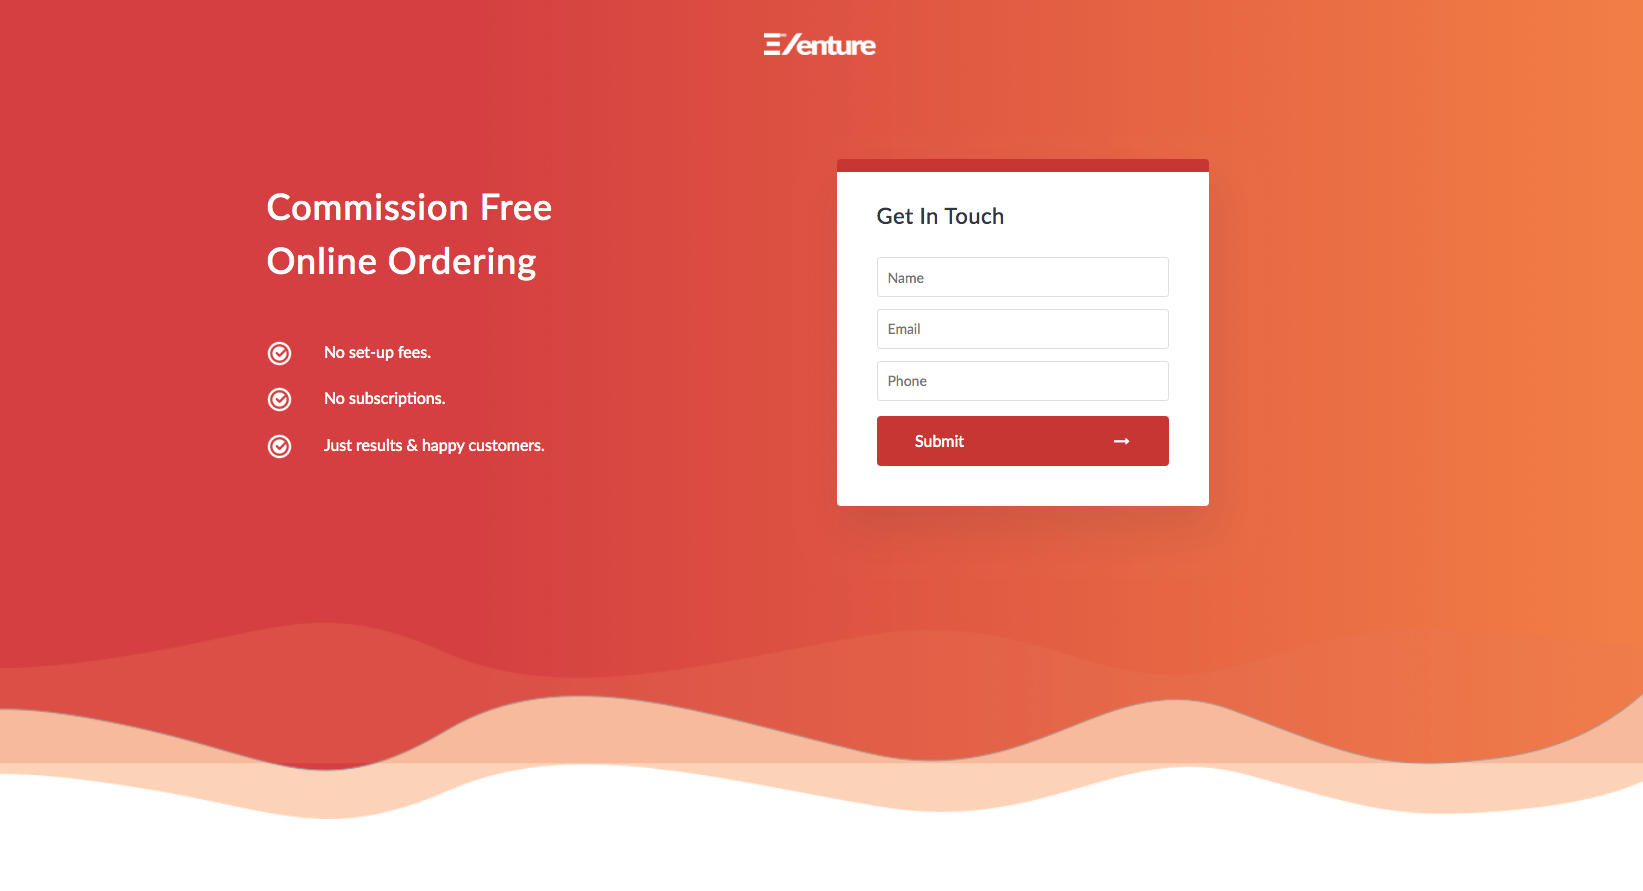 Eventure
Commission Free
Online Ordering
No set-up fees.
No subscriptions.
Just results & happy customers.
Get In Touch
Name
Email
Phone
Submit